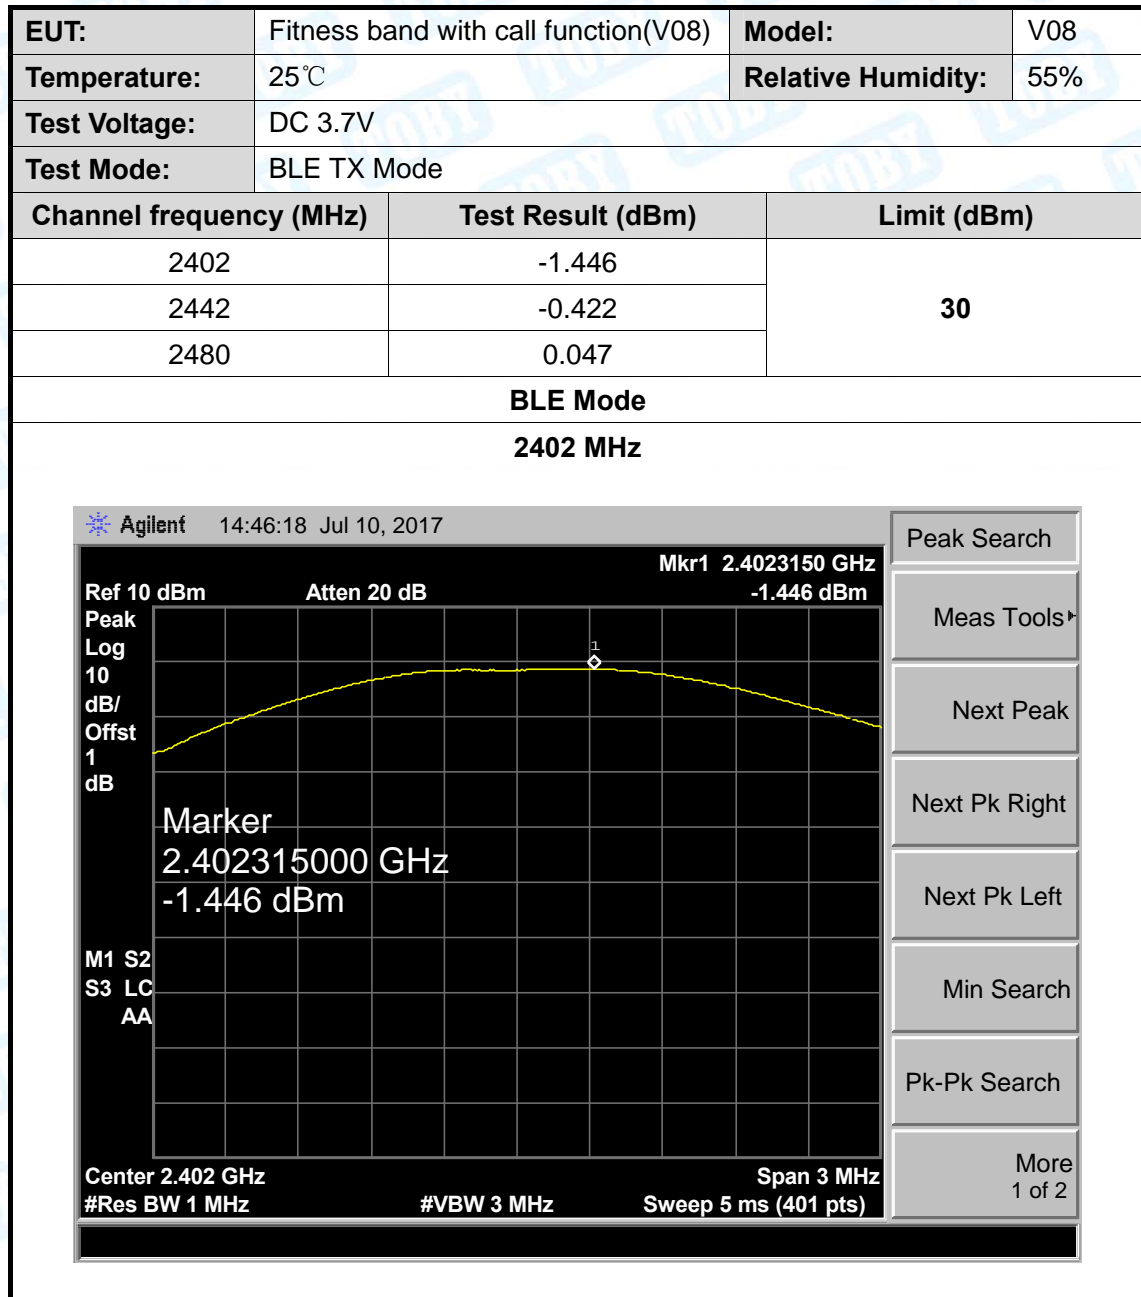 EUT: Fitness band with call function(V08) Model: V08
Temperature: 25℃ Relative Humidity: 55%
Test Voltage: DC 3.7V
Test Mode: BLE TX Mode
Channel frequency (MHz) Test Result (dBm) Limit (dBm)
2402 -1.446
2442 -0.422 30
2480 0.047
BLE Mode
2402 MHz
Agilent 14:46:18 Jul 10, 2017
Mkr1 2.4023150 GHz
Ref 10 dBm Atten 20 dB -1.446 dBm
Peak
Log
10
dB/
Offst
1
dB
1
Marker
2.402315000 GHz
-1.446 dBm
M1 S2
S3 LC
AA
Center 2.402 GHz Span 3 MHz
#Res BW 1 MHz #VBW 3 MHz Sweep 5 ms (401 pts)
Peak Search
Meas Tools
Next Peak
Next Pk Right
Next Pk Left
Min Search
Pk-Pk Search
More
1 of 2
TOBY